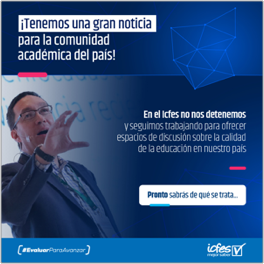 ¡Tenemos una gran noticia
para la comunidad
académica del país!
En el Icfes no nos detenemos
y seguimos trabajando para ofrecer
espacios de discusión sobre la calidad
de la educación en nuestro país
Pronto sabrás de qué se trata...
{#EvaluarParaAvanzar}
icfes
mejor saber